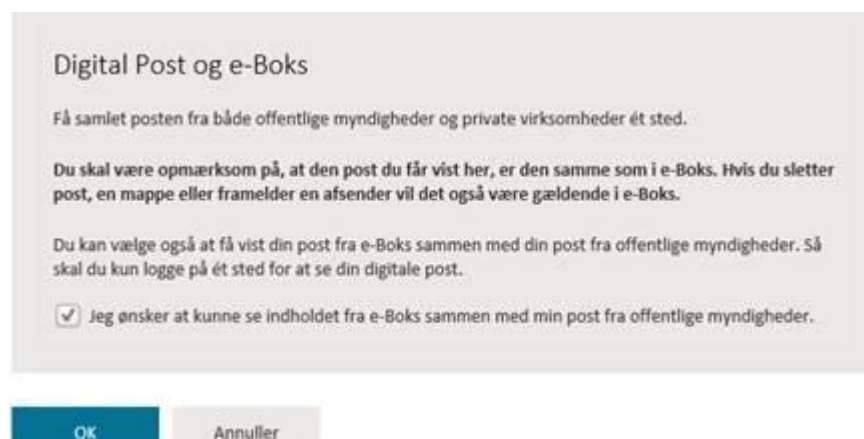 Digital Post og e-Boks
Få samlet posten fra både offentlige myndigheder og private virksomheder ét sted.
Du skal være opmærksom på, at den post du får vist her, er den samme som i e-Boks. Hvis du sletter
post, en mappe eller framelder en afsender vil det også være gældende i e-Boks.
Du kan vælge også at få vist din post fra e-Boks sammen med din post fra offentlige myndigheder. Så
skal du kun logge på ét sted for at se din digitale post.
Jeg ønsker at kunne se indholdet fra e-Boks sammen med min post fra offentlige myndigheder.
OK Annuller